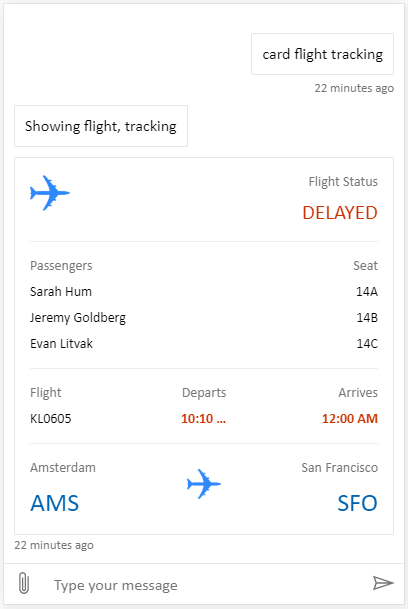 card flight tracking
22 minutes ago
Showing flight, tracking
Flight Status
DELAYED
Passengers Seat
Sarah Hum 14A
Jeremy Goldberg 14B
Evan Litvak 14C
Flight Departs Arrives
KL0605 10:10 ... 12:00 AM
Amsterdam San Francisco
AMS SFO
22 minutes ago
Type your message